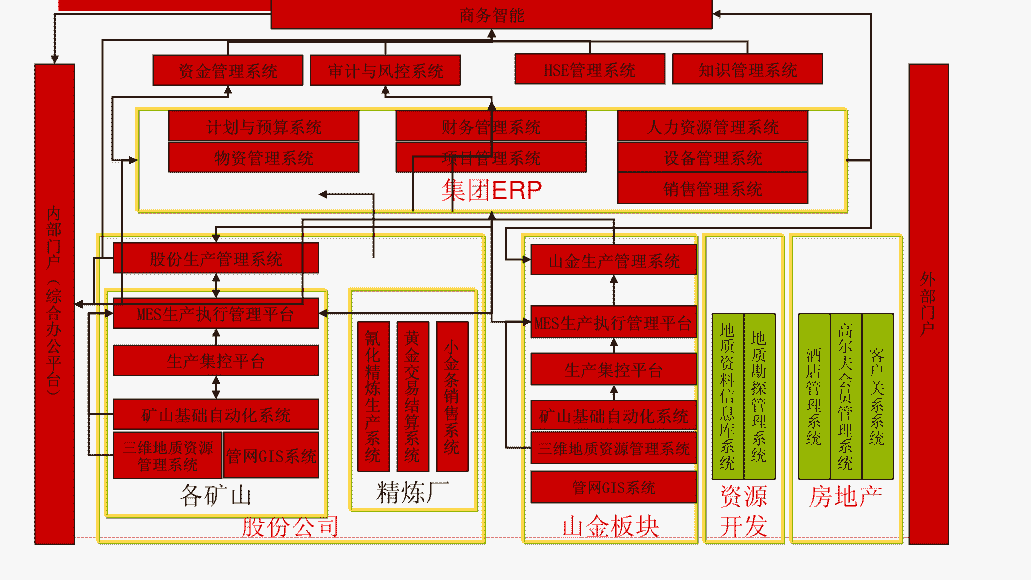 商务智能
资金管理系统
审计与风控系统
HSE管理系统
知识管理系统
计划与预算系统
财务管理系统
人力资源管理系统
物资管理系统
项目管理系统
设备管理系统
销售管理系统
集团ERP
内部门户（综合办公平台）
外部门户
股份生产管理系统
MES生产执行管理平台
生产集控平台
矿山基础自动化系统
三维地质资源
管理系统
管网GIS系统
各矿山
氰化精炼生产系统
黄金交易结算系统
小金条销售系统
精炼厂
股份公司
山金生产管理系统
MES生产执行管理平台
生产集控平台
矿山基础自动化系统
三维地质资源管理系统
管网GIS系统
山金板块
地质资料信息库系统
地质勘探管理系统
资源
开发
酒店管理系统
高尔夫会员管理系统
客户关系系统
房地产